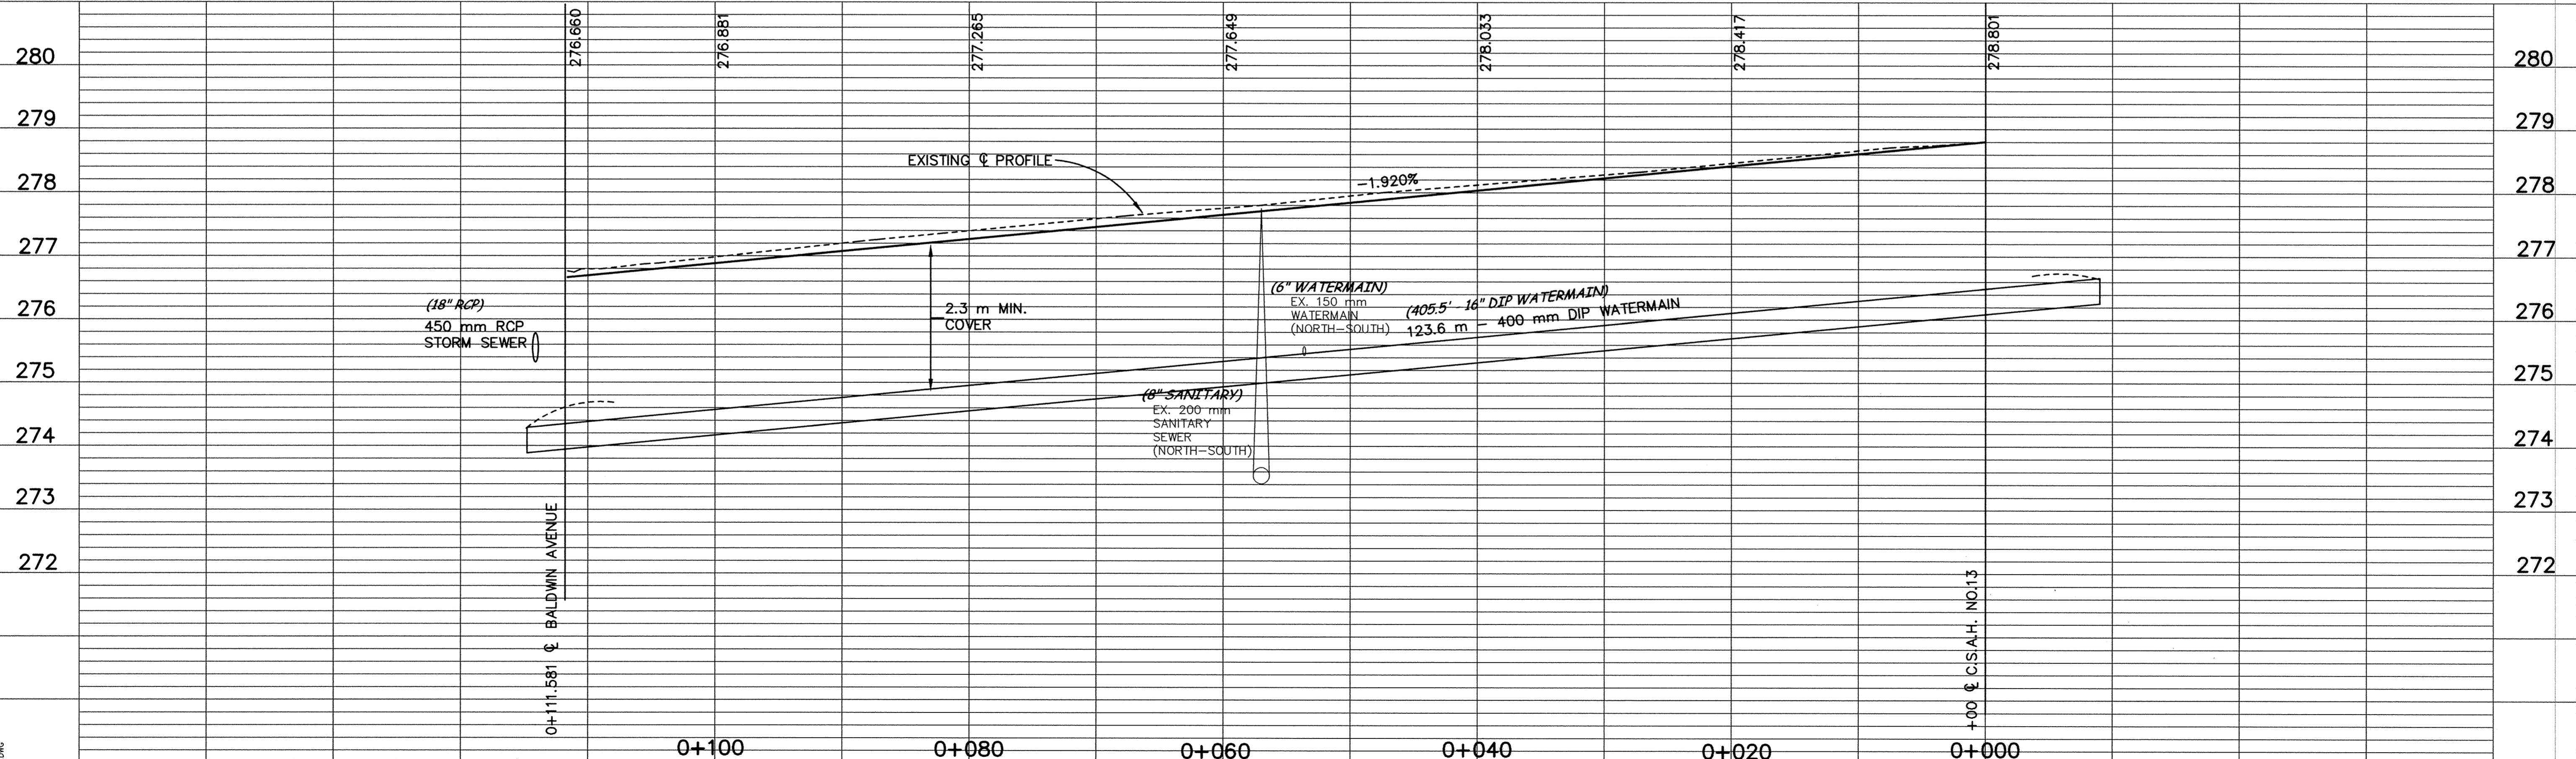 276.660
276.881
277.265
277.649
278.033
278.417
278.801
280
280
279
279
EXISTING ℄ PROFILE
278
-1.920%
278
277
277
(18" RCP)
450 mm RCP
STORM SEWER
2.3 m MIN.
COVER
(6" WATERMAIN)
EX. 150 mm
WATERMAIN
(NORTH-SOUTH)
(405.5' - 16" DIP WATERMAIN)
123.6 m - 400 mm DIP WATERMAIN
276
276
275
275
(8" SANITARY)
EX. 200 mm
SANITARY
SEWER
(NORTH-SOUTH)
274
274
273
273
272
272
0+111.581 ℄ BALDWIN AVENUE
+00 ℄ C.S.A.H. NO.13
0+100
0+080
0+060
0+040
0+020
0+000
DWG